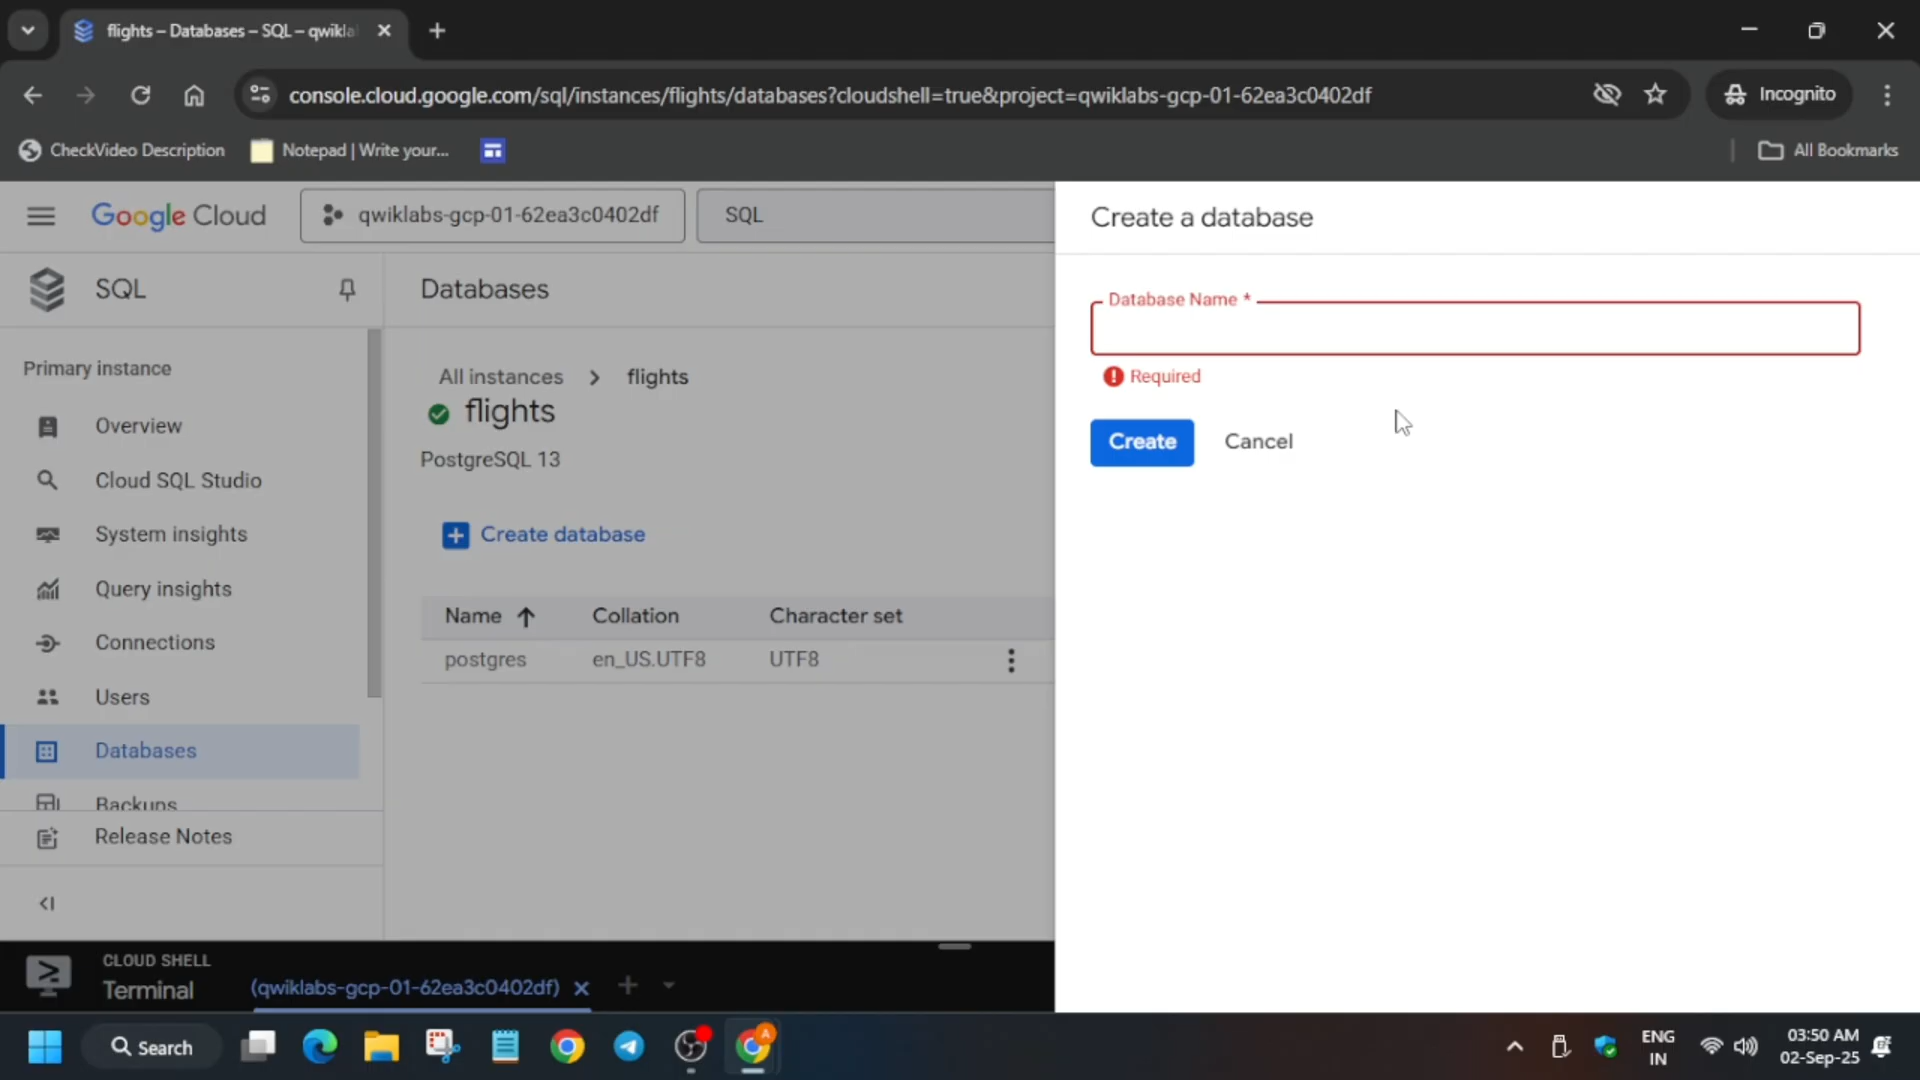 flights – Databases – SQL – qwikla
console.cloud.google.com/sql/instances/flights/databases?cloudshell=true&project=qwiklabs-gcp-01-62ea3c0402df
Incognito
CheckVideo Description
Notepad | Write your...
All Bookmarks
Google Cloud
qwiklabs-gcp-01-62ea3c0402df
SQL
Create a database
SQL
Databases
Database Name *
Required
Primary instance
All instances
flights
flights
Overview
Create
Cancel
PostgreSQL 13
Cloud SQL Studio
System insights
Create database
Query insights
Name
Collation
Character set
Connections
postgres
en_US.UTF8
UTF8
Users
Databases
Backups
Release Notes
CLOUD SHELL
Terminal
(qwiklabs-gcp-01-62ea3c0402df)
Search
ENG
IN
03:50 AM
02-Sep-25